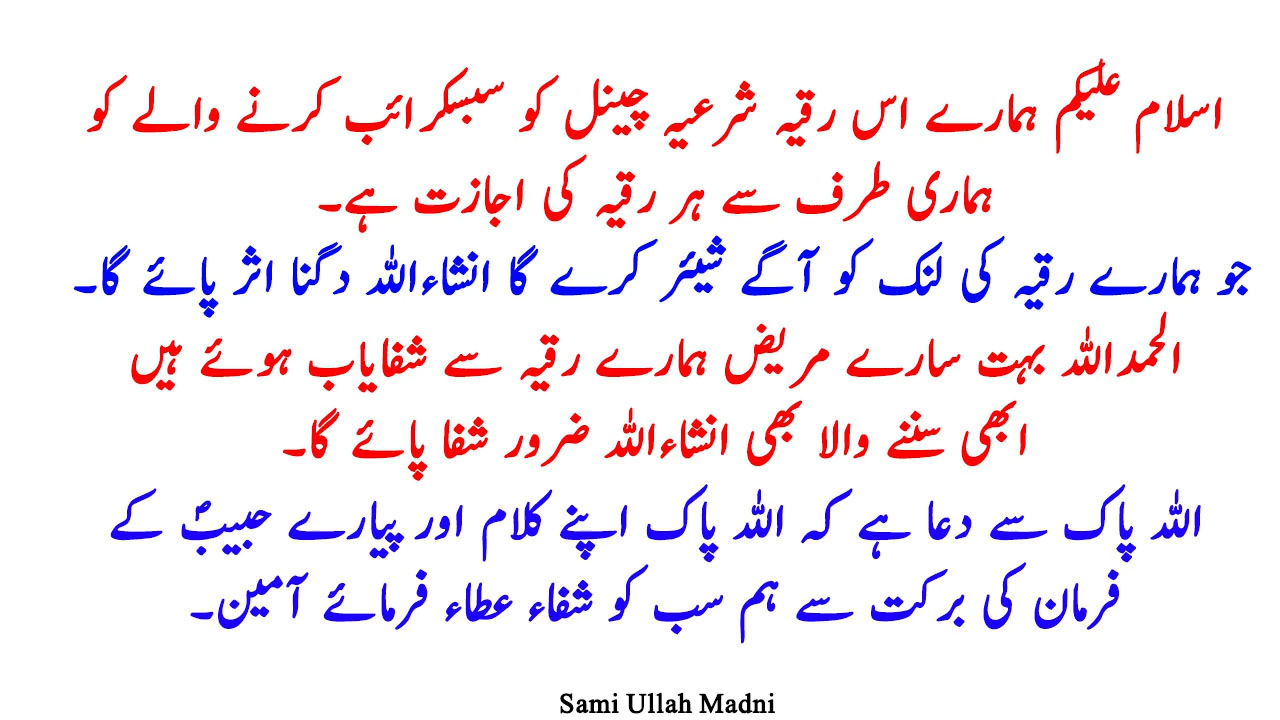 اسلام علیکم ہمارے اس رقیہ شرعیہ چینل کو سبسکرائب کرنے والے کو
ہماری طرف سے ہر رقیہ کی اجازت ہے۔
جو ہمارے رقیہ کی لنک کو آگے شیئر کرے گا انشاءاللہ دگنا اثر پائے گا۔
الحمداللہ بہت سارے مریض ہمارے رقیہ سے شفایاب ہوئے ہیں
ابھی سننے والا بھی انشاءاللہ ضرور شفا پائے گا۔
اللہ پاک سے دعا ہے کہ اللہ پاک اپنے کلام اور پیارے حبیبؐ کے
فرمان کی برکت سے ہم سب کو شفاء عطاء فرمائے آمین۔
Sami Ullah Madni